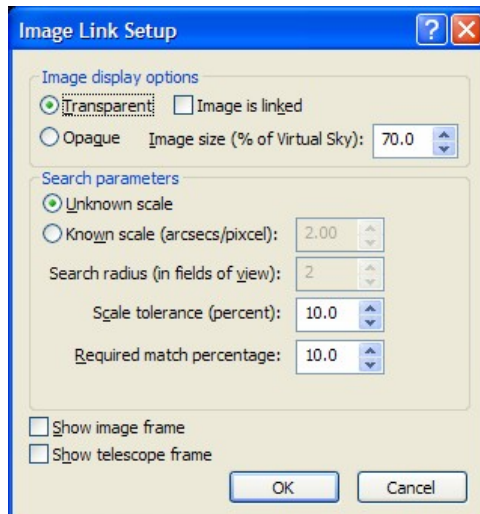 Image Link Setup
Image display options
Transparent Image is linked
Opaque Image size (% of Virtual Sky): 70.0
Search parameters
Unknown scale
Known scale (arcsecs/pixcel): 2.00
Search radius (in fields of view): 2
Scale tolerance (percent): 10.0
Required match percentage: 10.0
Show image frame
Show telescope frame
OK Cancel